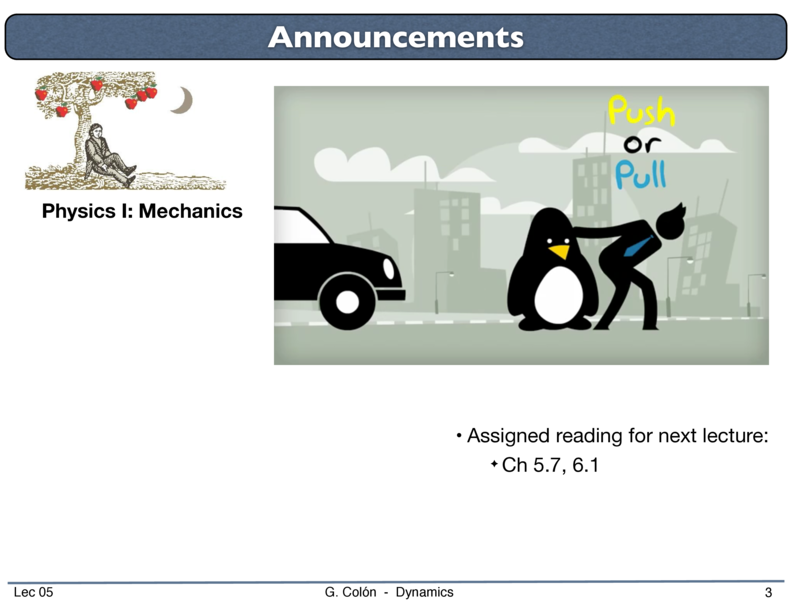 Announcements
Physics I: Mechanics
Push
or
Pull
• Assigned reading for next lecture:
✦ Ch 5.7, 6.1
Lec 05
G. Colón - Dynamics
3